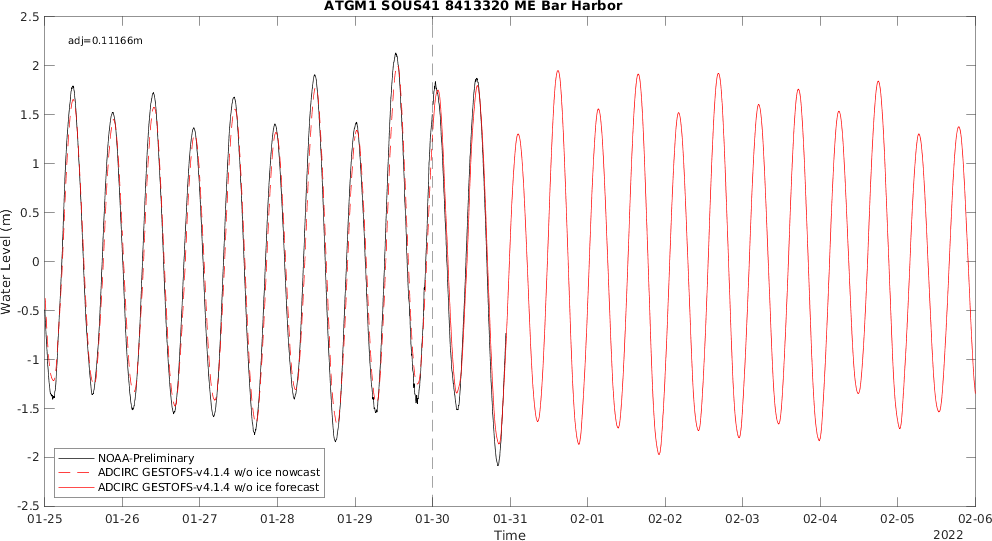 ATGM1 SOUS41 8413320 ME Bar Harbor
adj=0.11166m
2.5
2
1.5
1
0.5
0
-0.5
-1
-1.5
-2
-2.5
Water Level (m)
NOAA-Preliminary
ADCIRC GESTOFS-v4.1.4 w/o ice nowcast
ADCIRC GESTOFS-v4.1.4 w/o ice forecast
01-25 01-26 01-27 01-28 01-29 01-30 01-31 02-01 02-02 02-03 02-04 02-05 02-06
Time
2022